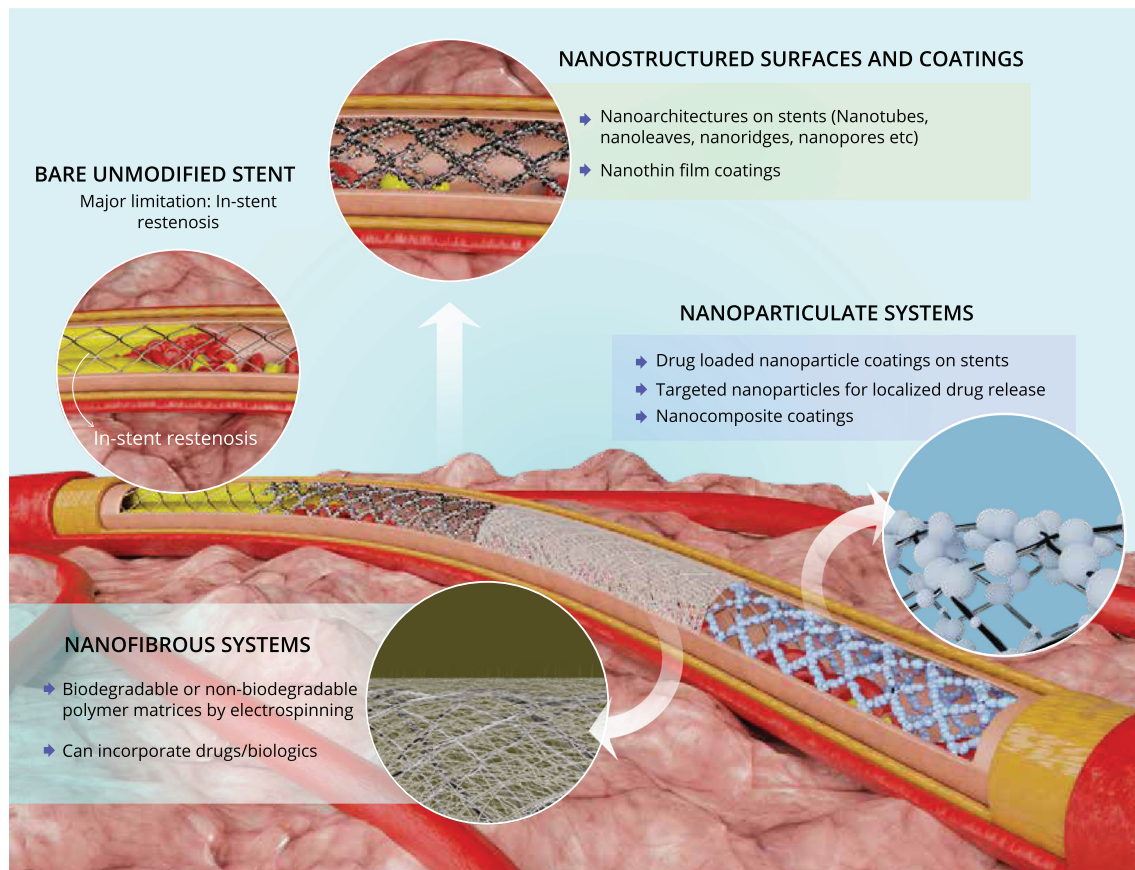 NANOSTRUCTURED SURFACES AND COATINGS
Nanoarchitectures on stents (Nanotubes,
nanoleaves, nanoridges, nanopores etc)
Nanothin film coatings
BARE UNMODIFIED STENT
Major limitation: In-stent
restenosis
In-stent restenosis
NANOPARTICULATE SYSTEMS
Drug loaded nanoparticle coatings on stents
Targeted nanoparticles for localized drug release
Nanocomposite coatings
NANOFIBROUS SYSTEMS
Biodegradable or non-biodegradable
polymer matrices by electrospinning
Can incorporate drugs/biologics